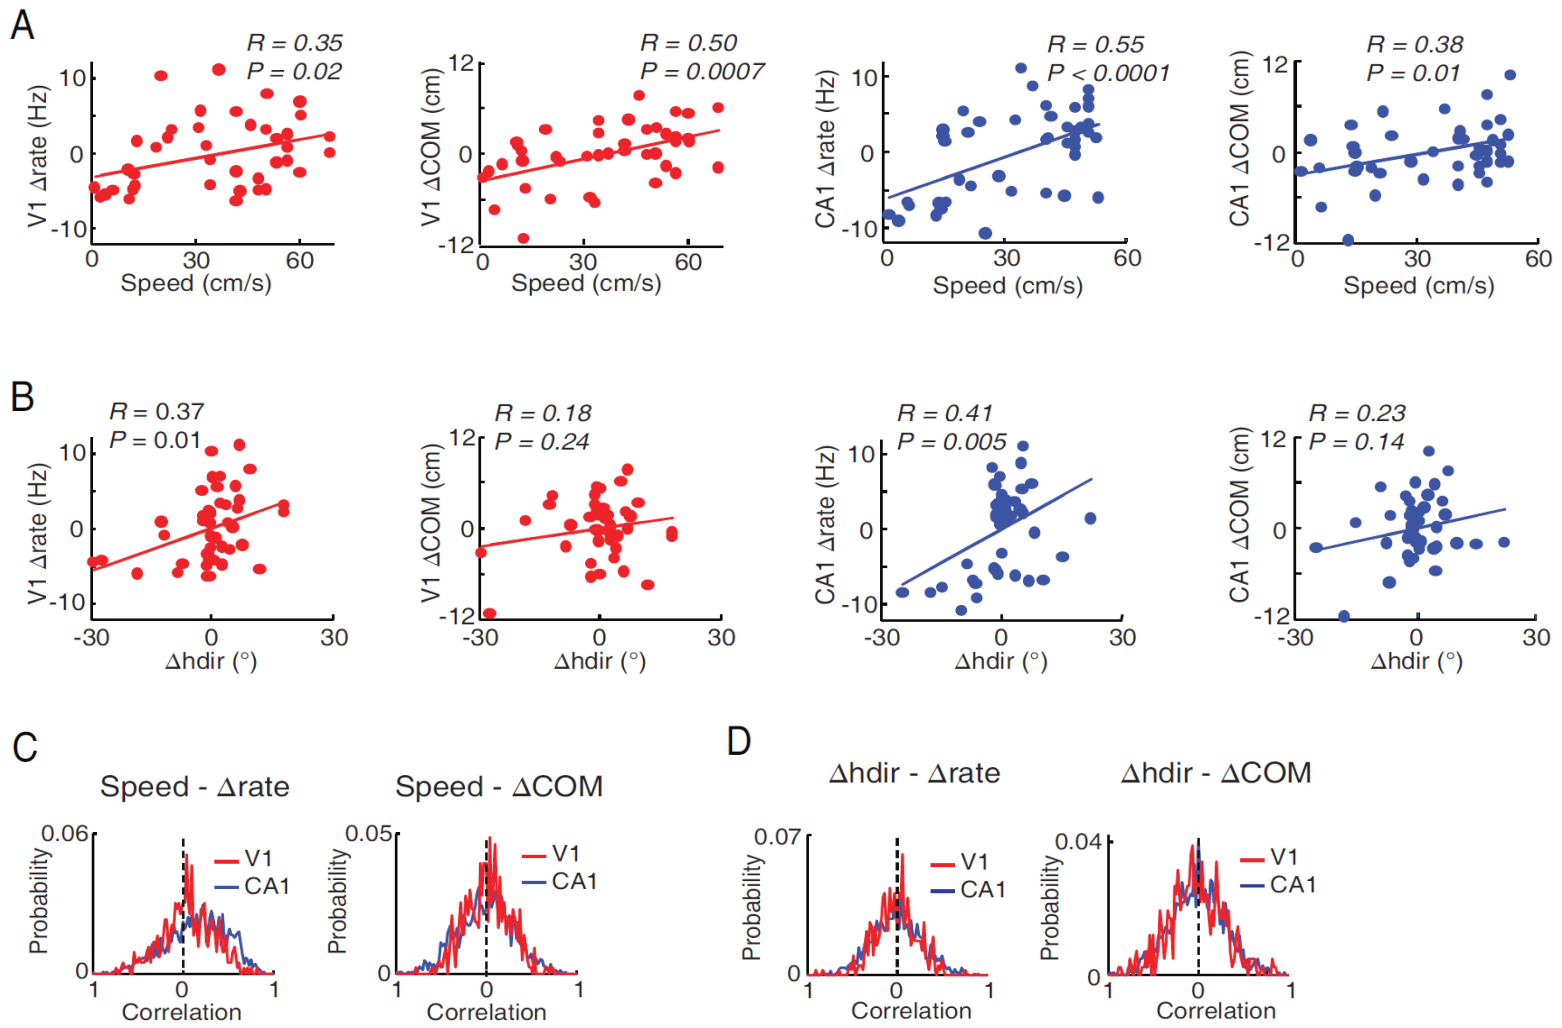 A
R = 0.35
P = 0.02
V1 Δrate (Hz)
10
0
-10
0 30 60
Speed (cm/s)
R = 0.50
P = 0.0007
V1 ΔCOM (cm)
12
0
-12
0 30 60
Speed (cm/s)
R = 0.55
P < 0.0001
CA1 Δrate (Hz)
10
0
-10
0 30 60
Speed (cm/s)
R = 0.38
P = 0.01
CA1 ΔCOM (cm)
12
0
-12
0 30 60
Speed (cm/s)
B
R = 0.37
P = 0.01
V1 Δrate (Hz)
10
0
-10
-30 0 30
Δhdir (°)
R = 0.18
P = 0.24
V1 ΔCOM (cm)
12
0
-12
-30 0 30
Δhdir (°)
R = 0.41
P = 0.005
CA1 Δrate (Hz)
10
0
-10
-30 0 30
Δhdir (°)
R = 0.23
P = 0.14
CA1 ΔCOM (cm)
12
0
-12
-30 0 30
Δhdir (°)
C
Speed - Δrate
Probability
0.06
0
V1
CA1
1 0 1
Correlation
Speed - ΔCOM
Probability
0.05
0
V1
CA1
1 0 1
Correlation
D
Δhdir - Δrate
Probability
0.07
0
V1
CA1
1 0 1
Correlation
Δhdir - ΔCOM
Probability
0.04
0
V1
CA1
1 0 1
Correlation